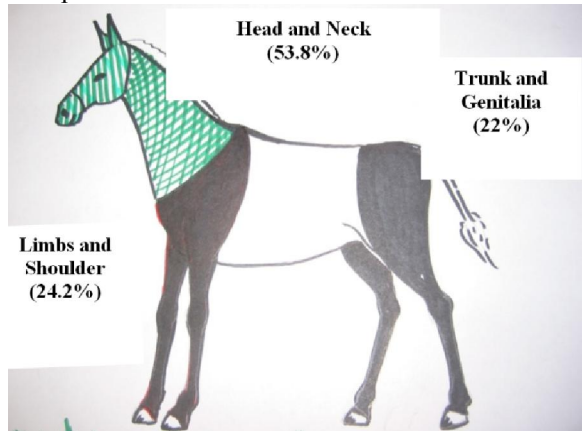 Head and Neck
(53.8%)
Trunk and
Genitalia
(22%)
Limbs and
Shoulder
(24.2%)